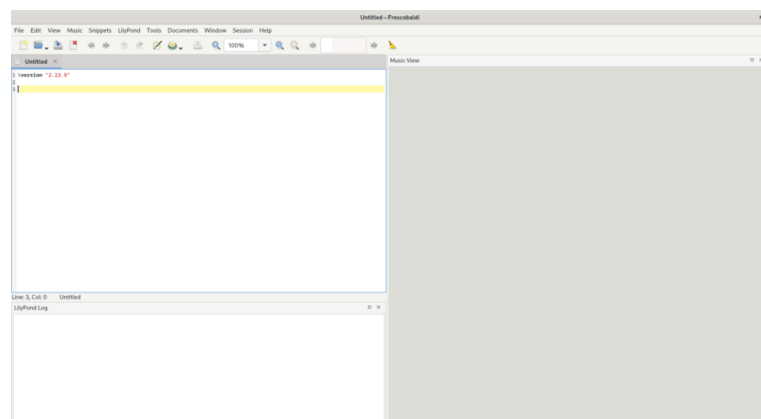 Untitled – Frescobaldi
File Edit View Music Snippets LilyPond Tools Documents Window Session Help
100%
Untitled
Music View
1 \version "2.23.9"
2
3
Line: 3, Col: 0 Untitled
LilyPond Log